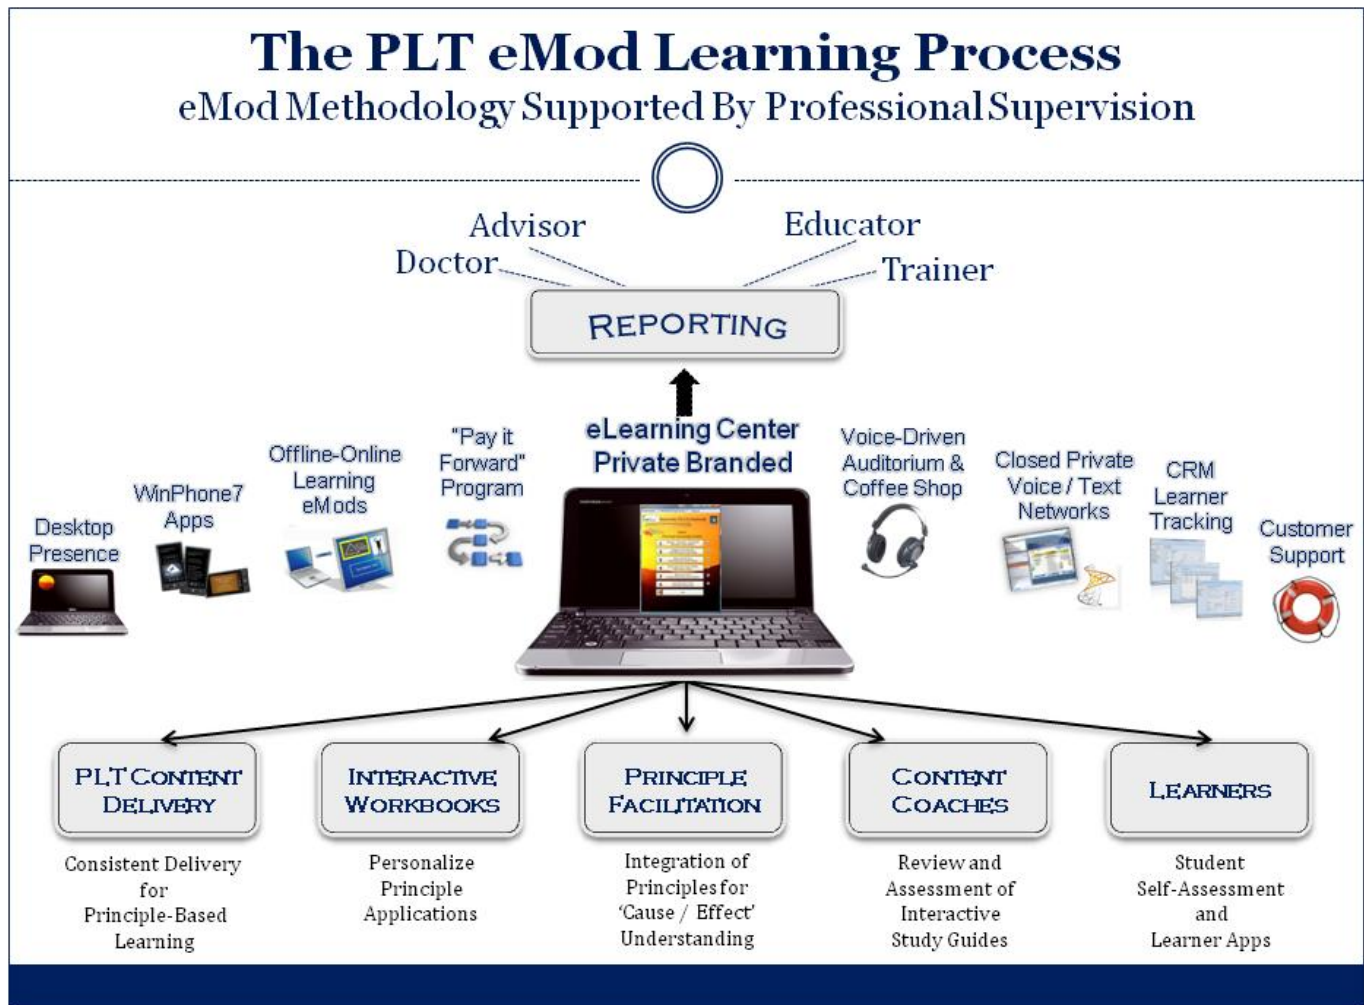 The PLT eMod Learning Process
eMod Methodology Supported By Professional Supervision
Advisor
Educator
Doctor
Trainer
REPORTING
eLearning Center
Private Branded
Desktop
Presence
WinPhone7
Apps
Offline-Online
Learning
eMods
"Pay it
Forward"
Program
Voice-Driven
Auditorium &
Coffee Shop
Closed Private
Voice / Text
Networks
CRM
Learner
Tracking
Customer
Support
PLT CONTENT
DELIVERY
Consistent Delivery
for
Principle-Based
Learning
INTERACTIVE
WORKBOOKS
Personalize
Principle
Applications
PRINCIPLE
FACILITATION
Integration of
Principles for
‘Cause / Effect’
Understanding
CONTENT
COACHES
Review and
Assessment of
Interactive
Study Guides
LEARNERS
Student
Self-Assessment
and
Learner Apps